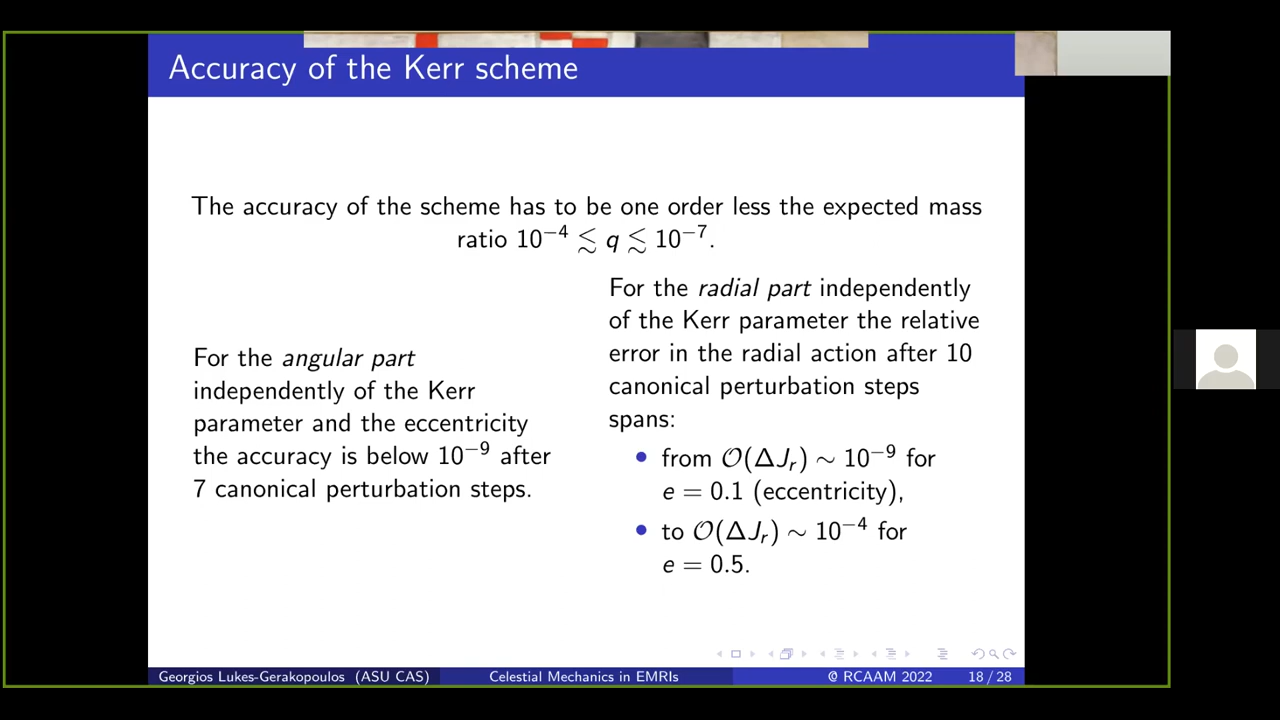 Accuracy of the Kerr scheme
The accuracy of the scheme has to be one order less the expected mass
ratio 10⁻⁴ ≲ q ≲ 10⁻⁷.
For the angular part
independently of the Kerr
parameter and the eccentricity
the accuracy is below 10⁻⁹ after
7 canonical perturbation steps.
For the radial part independently
of the Kerr parameter the relative
error in the radial action after 10
canonical perturbation steps
spans:
• from 𝒪(ΔJᵣ) ∼ 10⁻⁹ for
e = 0.1 (eccentricity),
• to 𝒪(ΔJᵣ) ∼ 10⁻⁴ for
e = 0.5.
Georgios Lukes-Gerakopoulos (ASU CAS) Celestial Mechanics in EMRIs @ RCAAM 2022 18 / 28